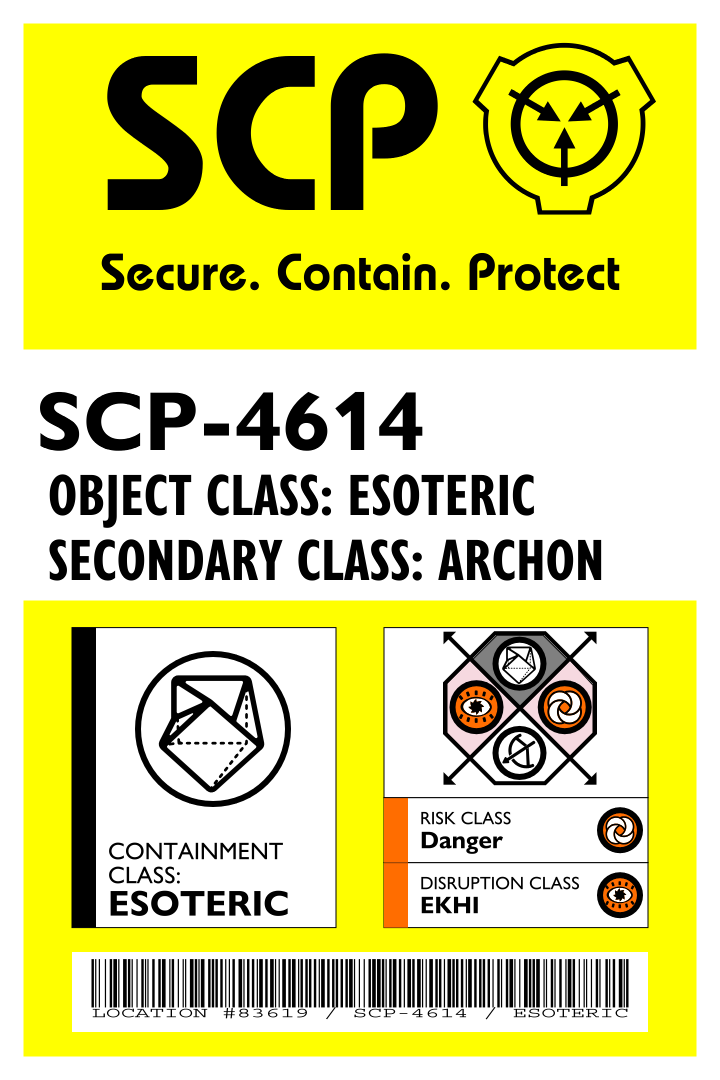 SCP
Secure. Contain. Protect
SCP-4614
OBJECT CLASS: ESOTERIC
SECONDARY CLASS: ARCHON
CONTAINMENT
CLASS:
ESOTERIC
RISK CLASS
Danger
DISRUPTION CLASS
EKHI
LOCATION #83619 / SCP-4614 / ESOTERIC